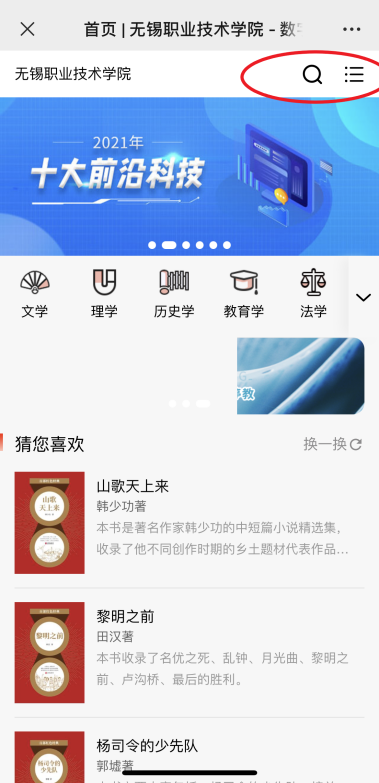 首页 | 无锡职业技术学院 - 数
无锡职业技术学院
2021年
十大前沿科技
文学
理学
历史学
教育学
法学
猜您喜欢
换一换
山歌天上来
韩少功著
本书是著名作家韩少功的中短篇小说精选集,
收录了他不同创作时期的乡土题材代表作品...
山歌
天上来
黎明之前
田汉著
本书收录了名优之死、乱钟、月光曲、黎明之
前、卢沟桥、最后的胜利。
黎明之前
杨司令的少先队
郭墟著
杨司令的
少先队